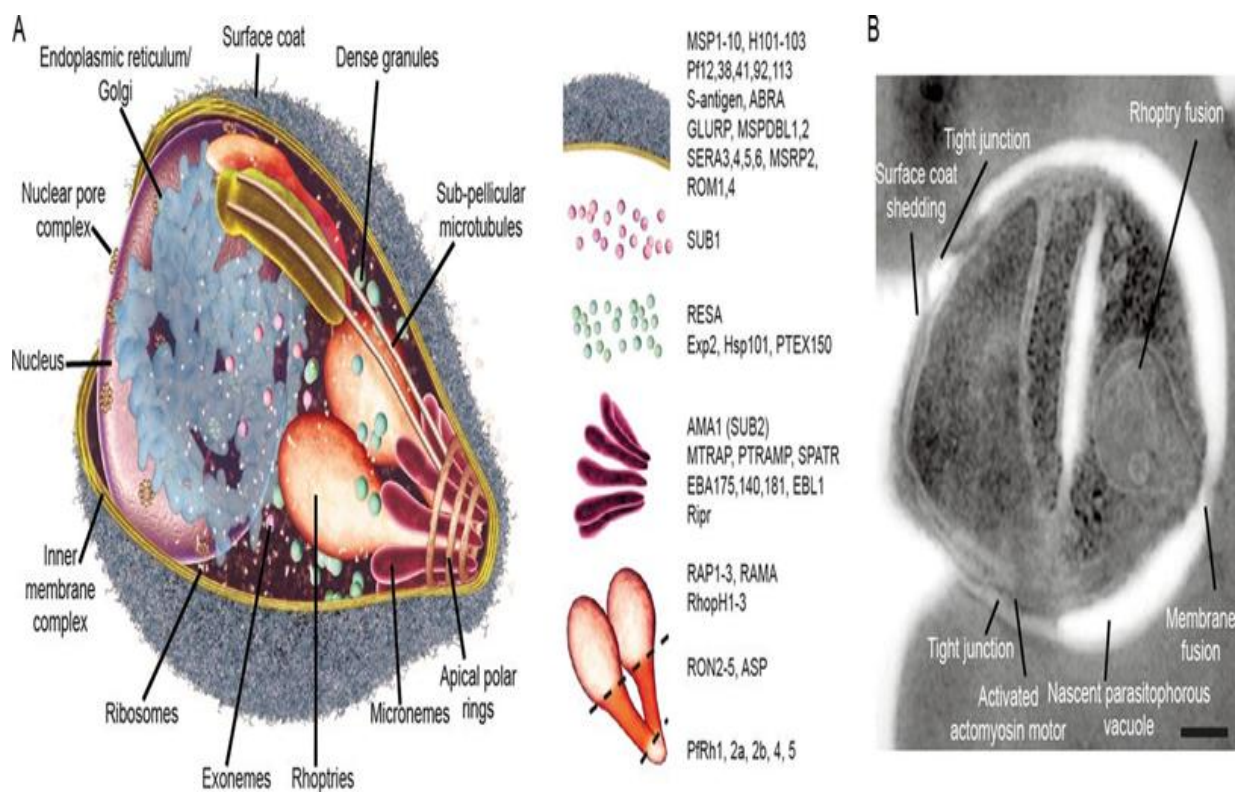 A
Surface coat
Endoplasmic reticulum/
Golgi
Dense granules
Nuclear pore
complex
Sub-pellicular
microtubules
Nucleus
Inner
membrane
complex
Ribosomes
Exonemes
Rhoptries
Micronemes
Apical polar
rings
MSP1-10, H101-103
Pf12,38,41,92,113
S-antigen, ABRA
GLURP, MSPDBL1,2
SERA3,4,5,6, MSRP2,
ROM1,4
SUB1
RESA
Exp2, Hsp101, PTEX150
AMA1 (SUB2)
MTRAP, PTRAMP, SPATR
EBA175,140,181, EBL1
Ripr
RAP1-3, RAMA
RhopH1-3
RON2-5, ASP
PfRh1, 2a, 2b, 4, 5
B
Rhoptry fusion
Tight junction
Surface coat
shedding
Tight junction
Activated
actomyosin motor
Nascent parasitophorous
vacuole
Membrane
fusion